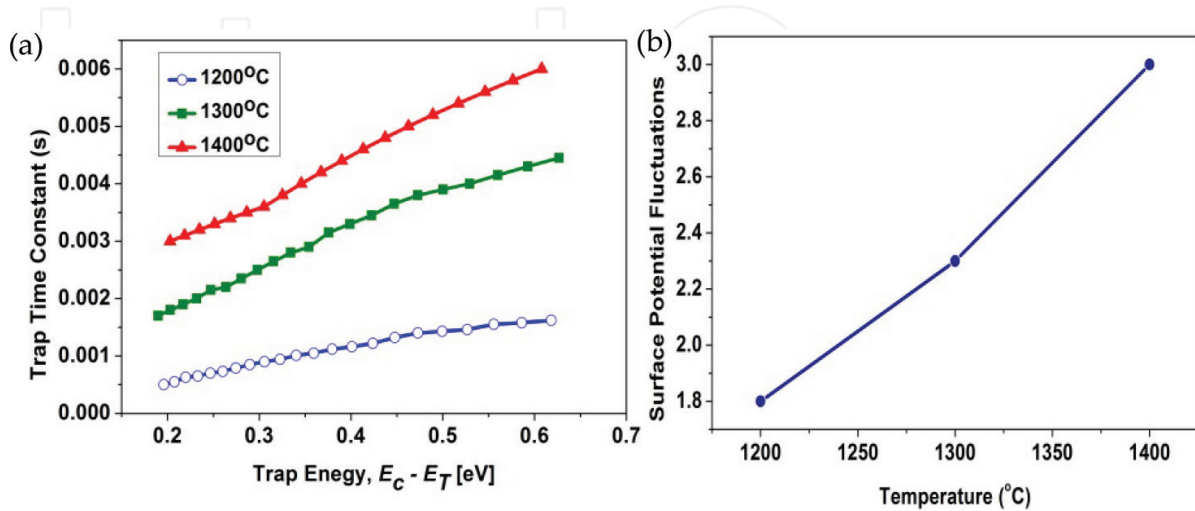 (a)
Trap Time Constant (s)
0.006
0.005
0.004
0.003
0.002
0.001
0.000
1200°C
1300°C
1400°C
0.2 0.3 0.4 0.5 0.6 0.7
Trap Enegy, E_C - E_T [eV]
(b)
Surface Potential Fluctuations
3.0
2.8
2.6
2.4
2.2
2.0
1.8
1200 1250 1300 1350 1400
Temperature (°C)